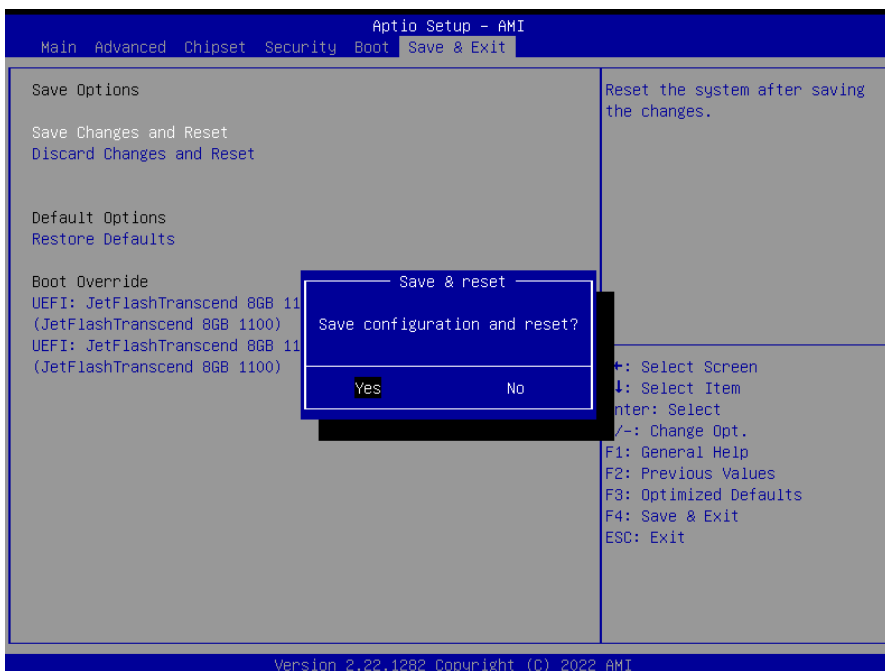 Aptio Setup – AMI
Main Advanced Chipset Security Boot Save & Exit
Save Options
Save Changes and Reset
Discard Changes and Reset
Default Options
Restore Defaults
Boot Override
UEFI: JetFlashTranscend 8GB 11
(JetFlashTranscend 8GB 1100)
UEFI: JetFlashTranscend 8GB 11
(JetFlashTranscend 8GB 1100)
Save & reset
Save configuration and reset?
Yes No
Reset the system after saving
the changes.
: Select Screen
: Select Item
nter: Select
/-: Change Opt.
F1: General Help
F2: Previous Values
F3: Optimized Defaults
F4: Save & Exit
ESC: Exit
Version 2.22.1282 Copyright (C) 2022 AMI